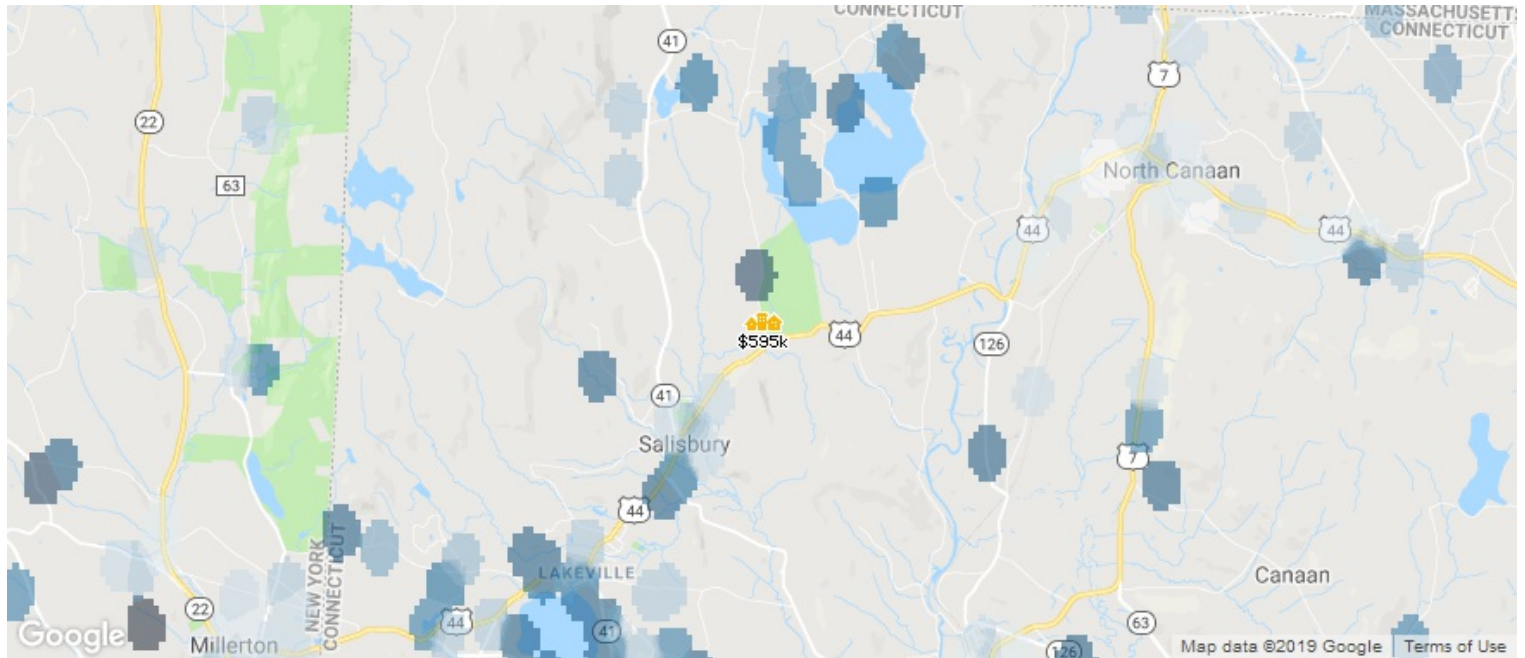 CONNECTICUT
MASSACHUSETTS
CONNECTICUT
41
7
22
63
North Canaan
44
44
$595k
44
126
41
Salisbury
7
44
NEW YORK
CONNECTICUT
LAKEVILLE
Canaan
22
44
41
63
Millerton
126
Google
Map data ©2019 Google
Terms of Use